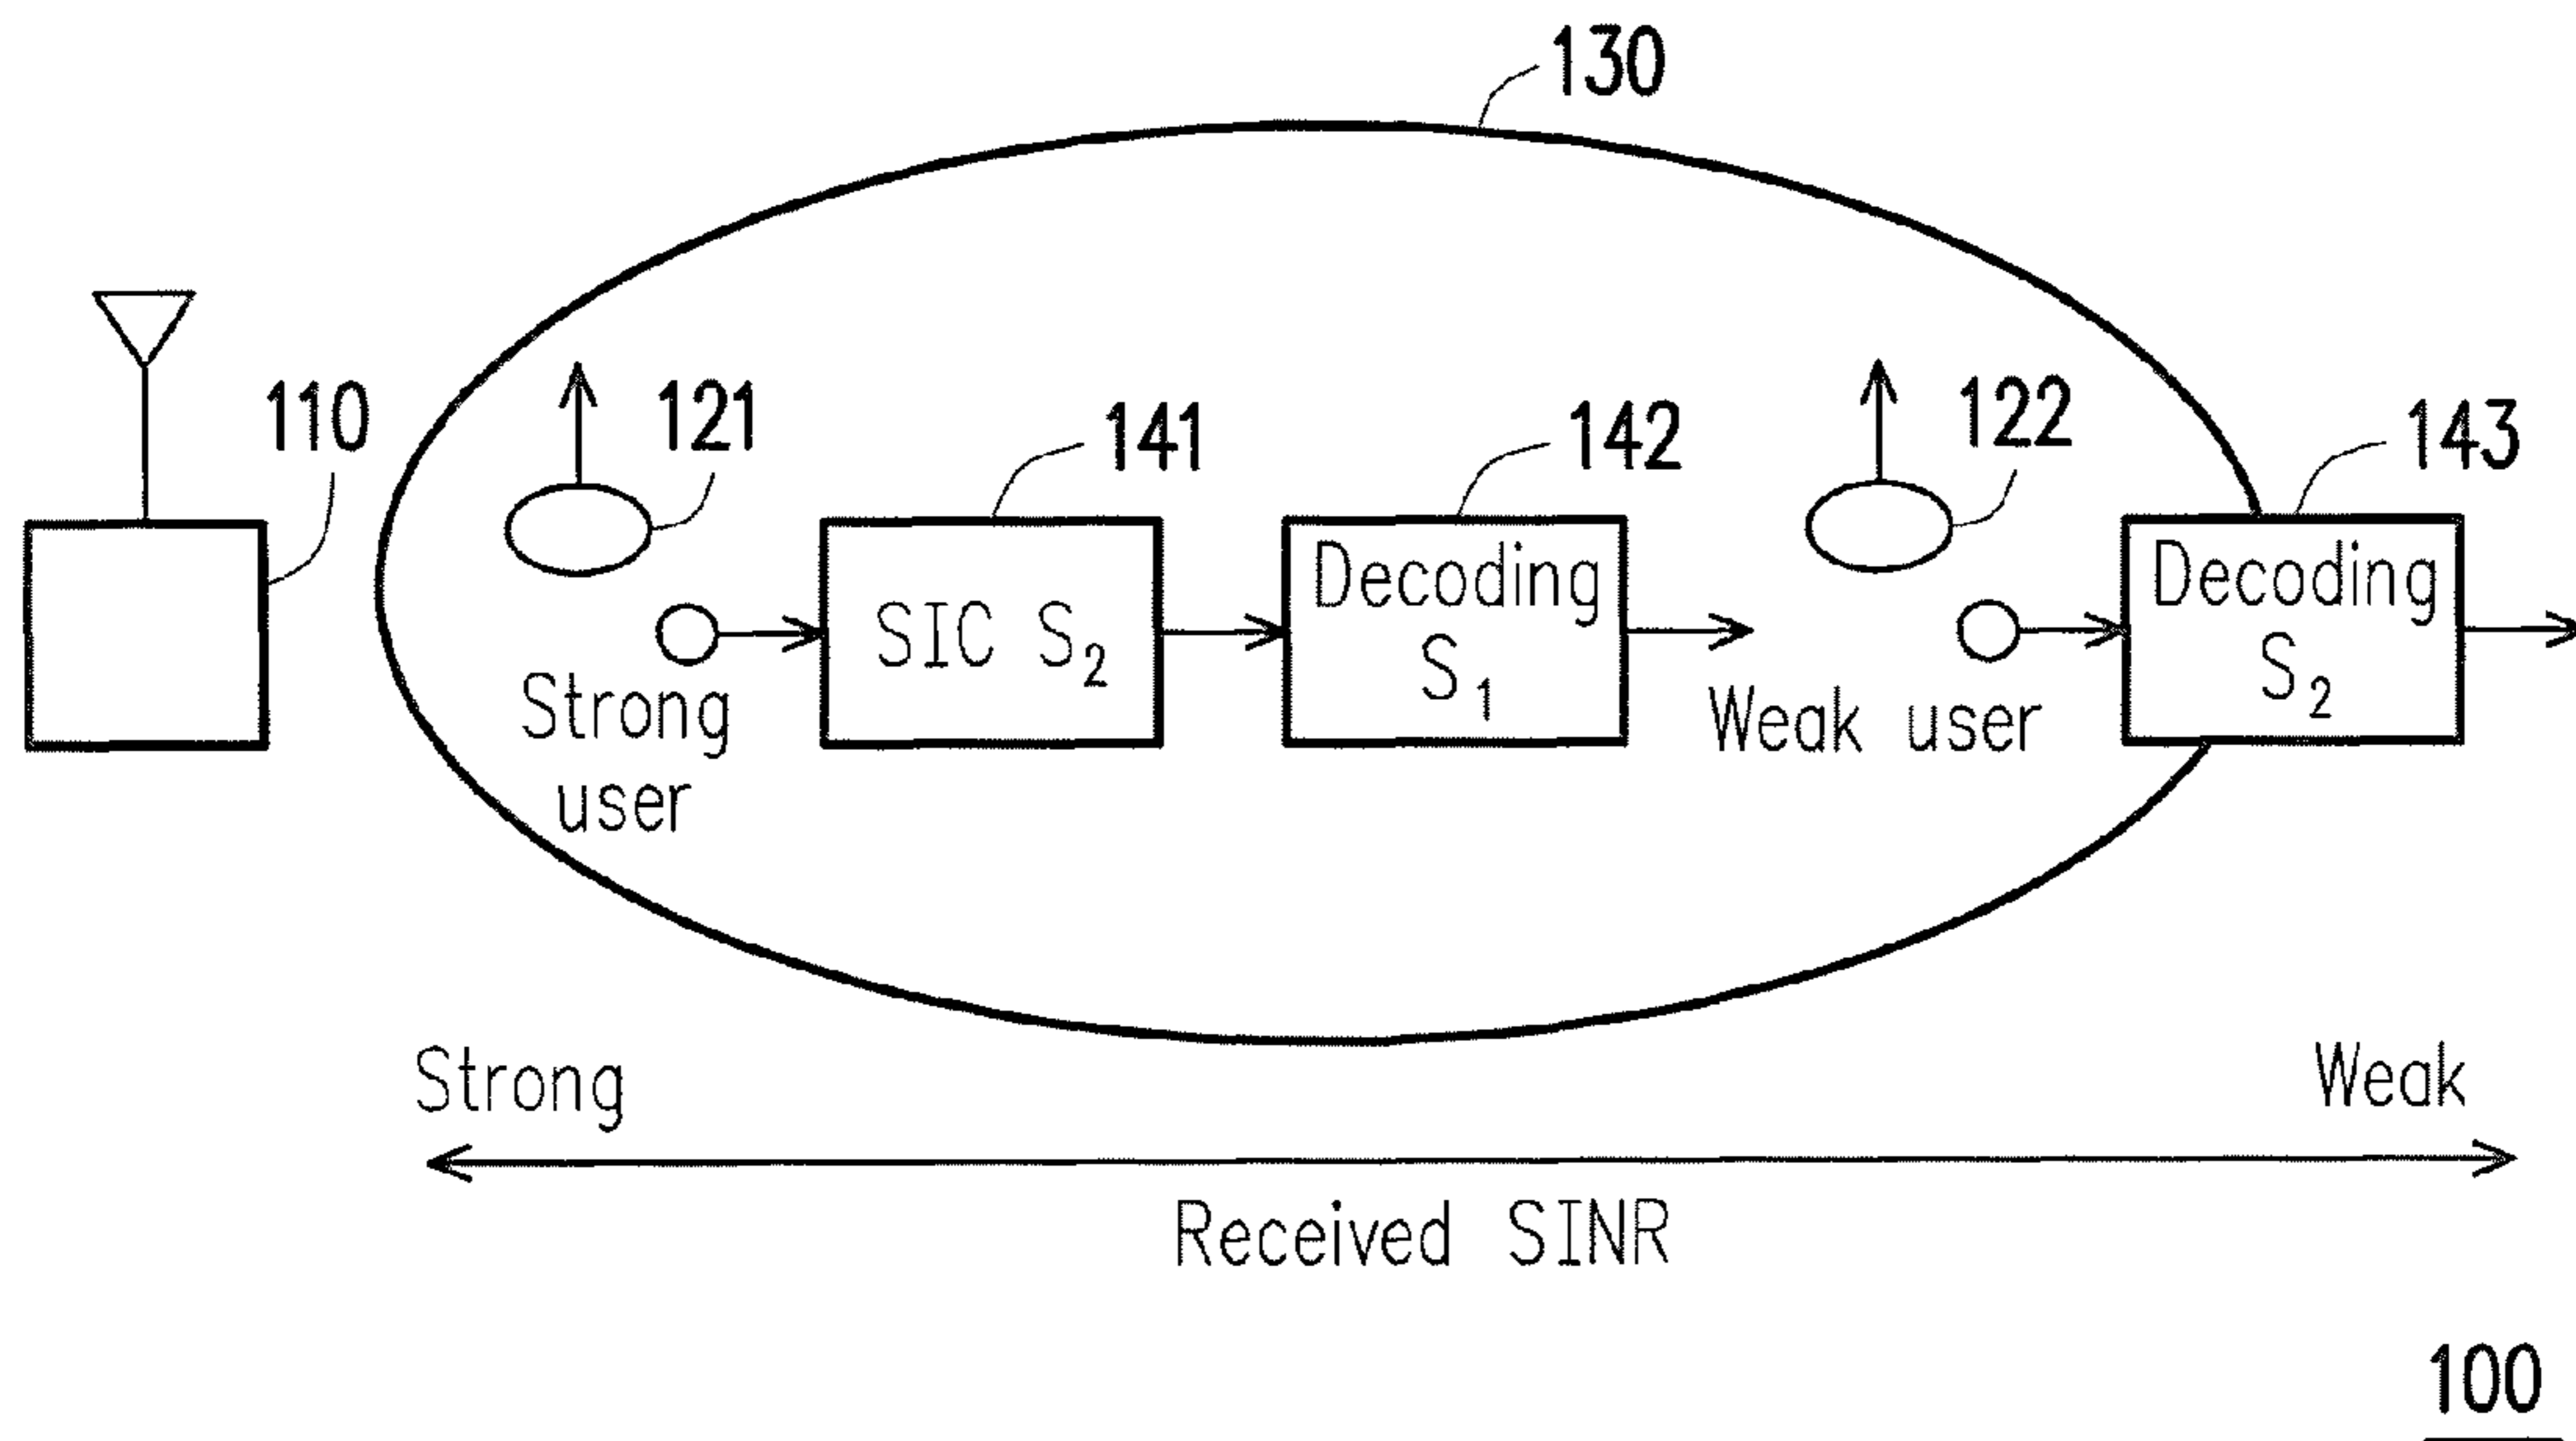 130
110
121
141
142
122
143
SIC S₂
Decoding
S₁
Decoding
S₂
Strong
user
Weak user
Strong
Weak
Received SINR
100